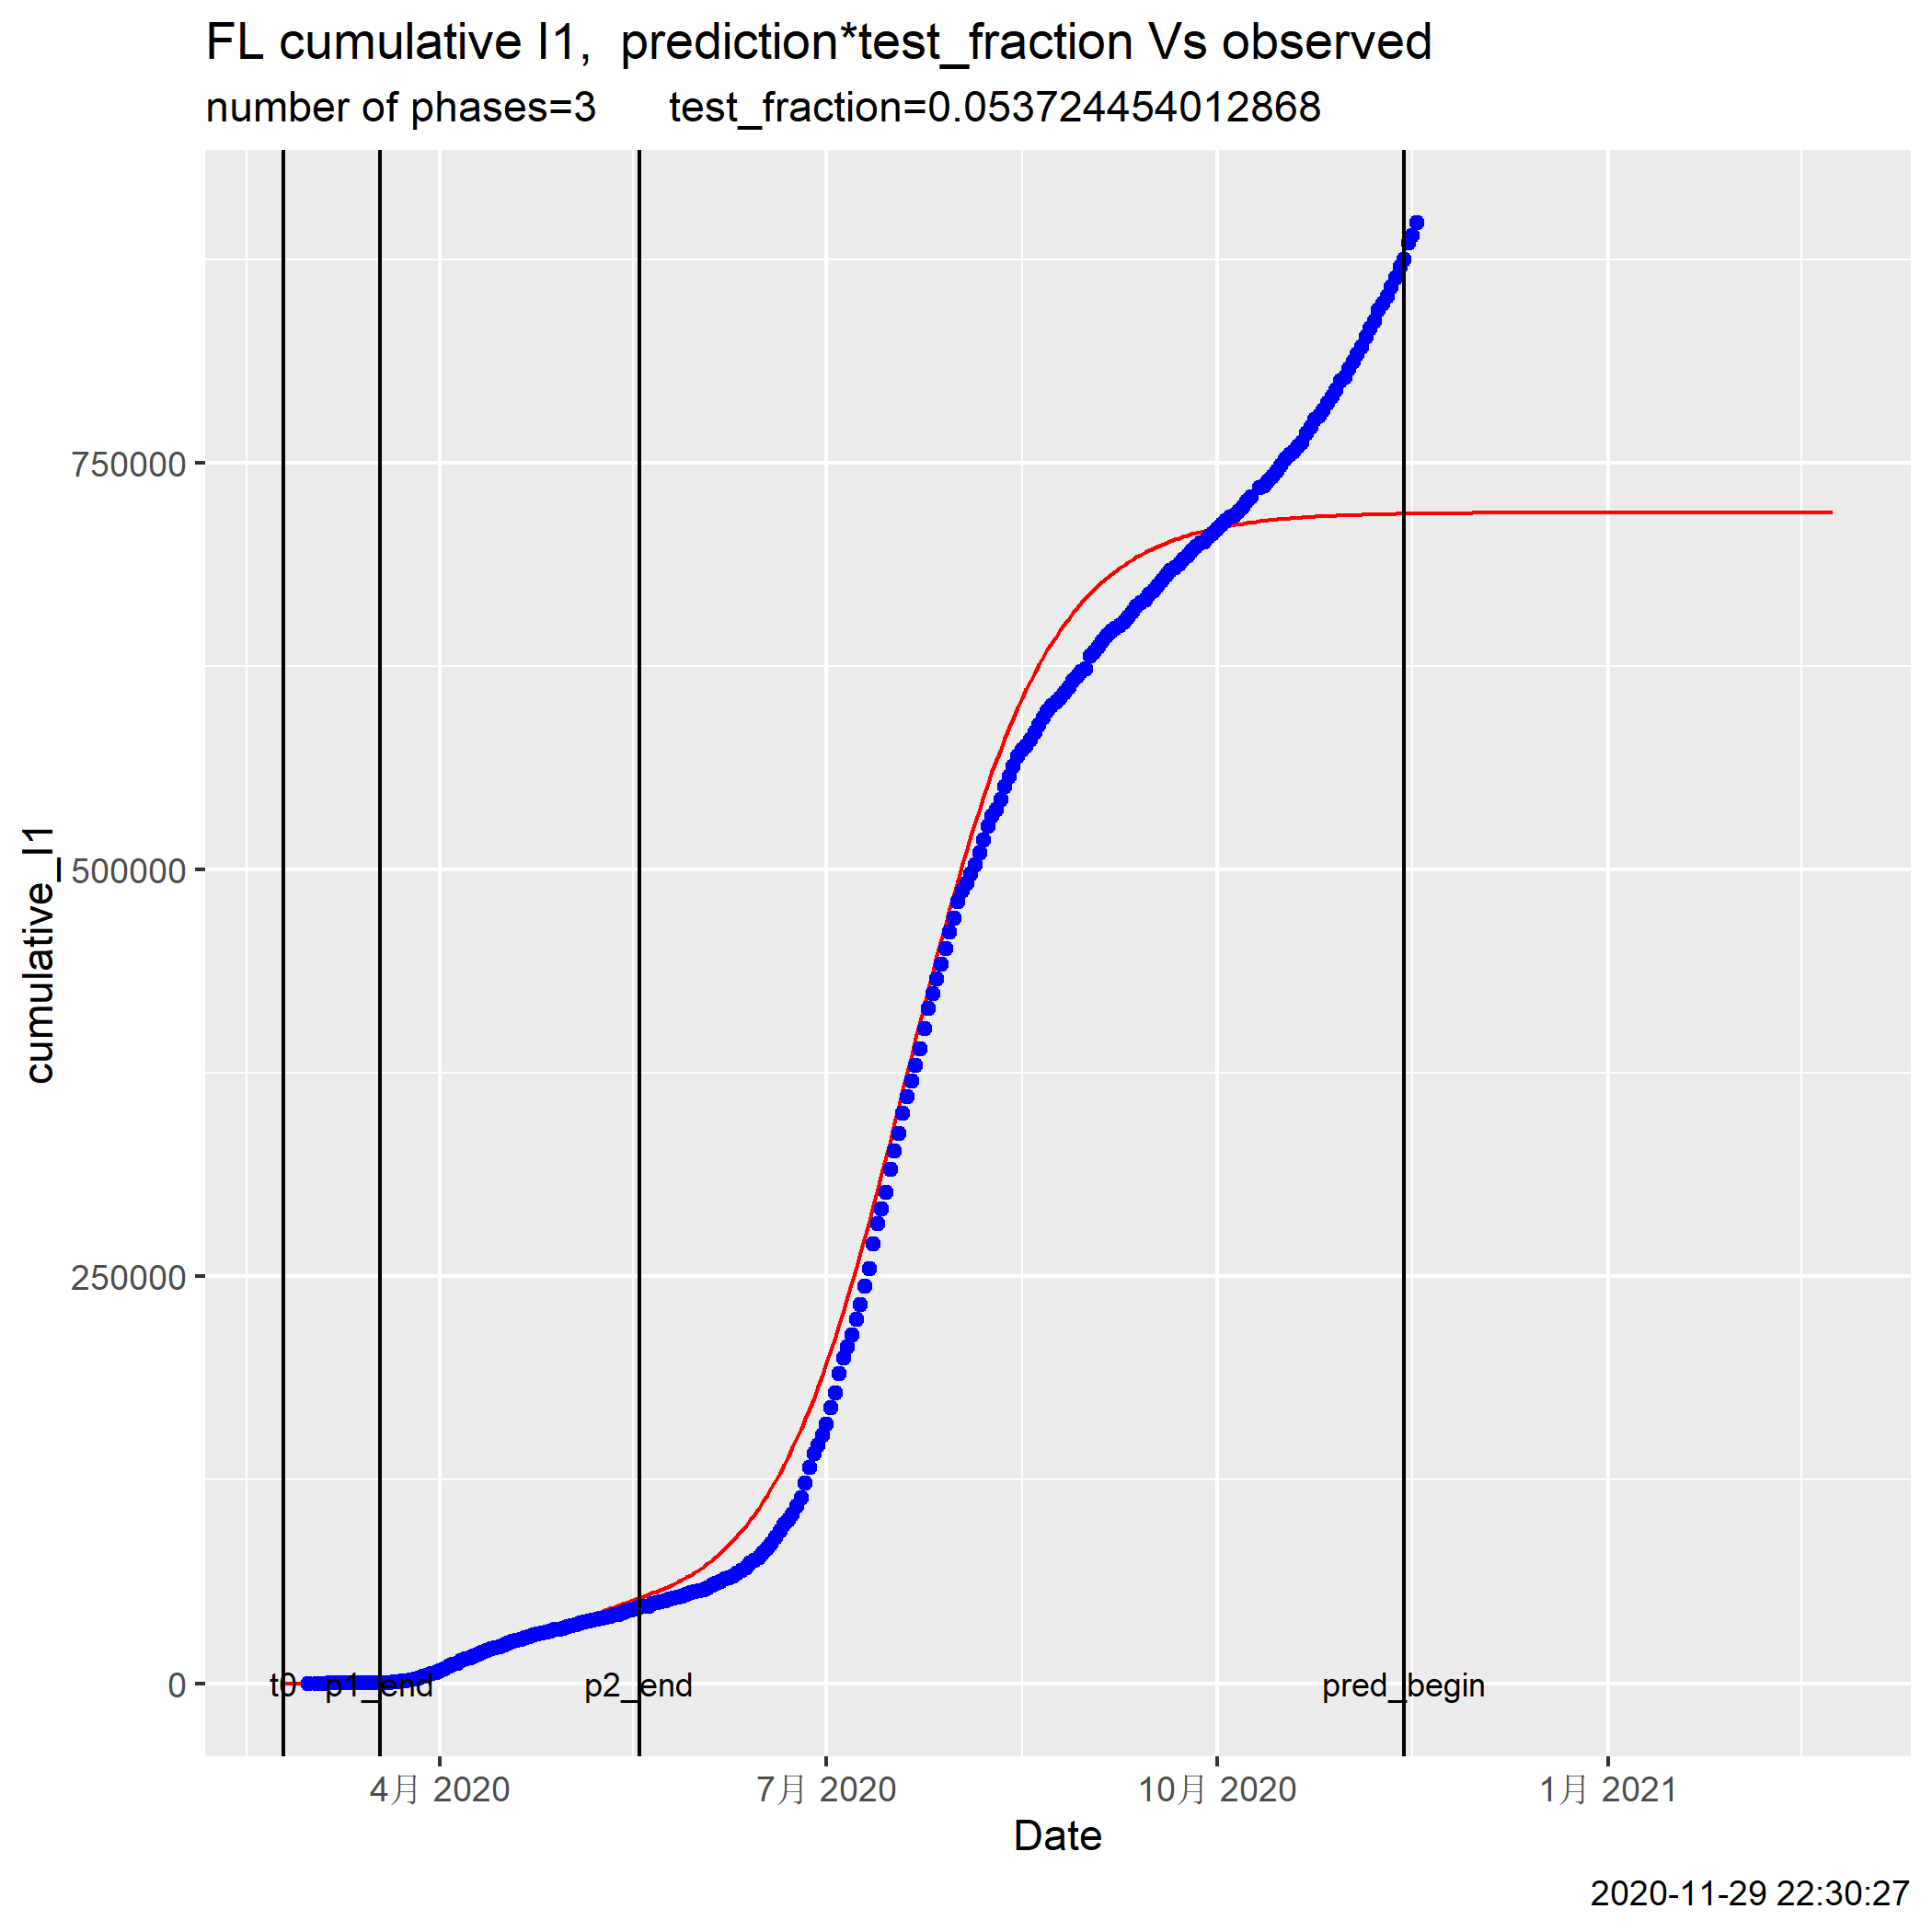 FL cumulative I1,  prediction*test_fraction Vs observed
number of phases=3      test_fraction=0.053724454012868
cumulative_I1
750000
500000
250000
0
t0
p1_end
p2_end
pred_begin
4月 2020
7月 2020
10月 2020
1月 2021
Date
2020-11-29 22:30:27